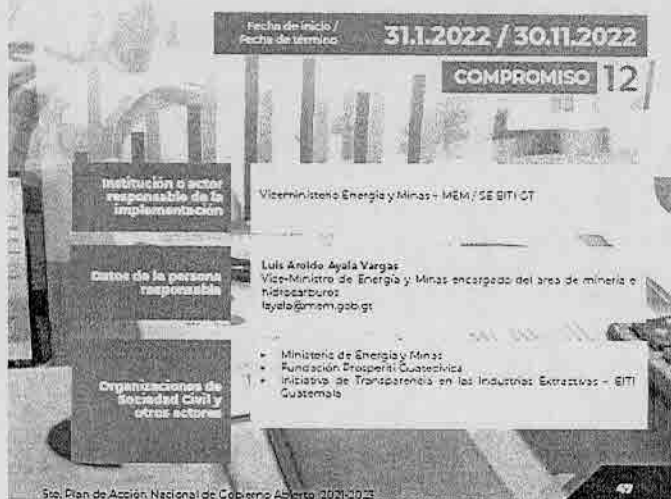 Fecha de inicio /
Fecha de término
31.1.2022 / 30.11.2022
COMPROMISO 12
Institución o actor
responsable de la
implementación
Viceministerio Energía y Minas - MEM / SE EITI GT
Datos de la persona
responsable
Luis Aroldo Ayala Vargas
Vice-Ministro de Energía y Minas encargado del area de minería e
hidrocarburos
layala@mem.gob.gt
Organizaciones de
Sociedad Civil y
otros actores
• Ministerio de Energía y Minas
• Fundación Prosperiti Guatecívica
• Iniciativa de Transparencia en las Industrias Extractivas - EITI
Guatemala
5to. Plan de Acción Nacional de Gobierno Abierto 2021-2023